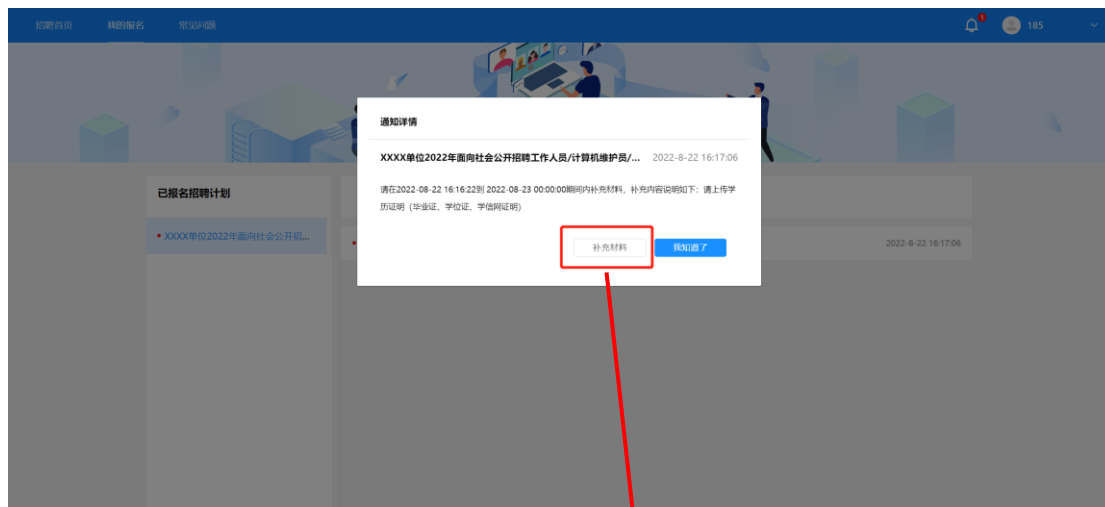 招聘首页 我的报名 常见问题 1 185
通知详情
XXXX单位2022年面向社会公开招聘工作人员/计算机维护员/... 2022-8-22 16:17:06
请在2022-08-22 16:16:22到 2022-08-23 00:00:00期间内补充材料，补充内容说明如下：请上传学
历证明（毕业证、学位证、学信网证明）
补充材料 我知道了
已报名招聘计划
XXXX单位2022年面向社会公开招...
2022-8-22 16:17:06